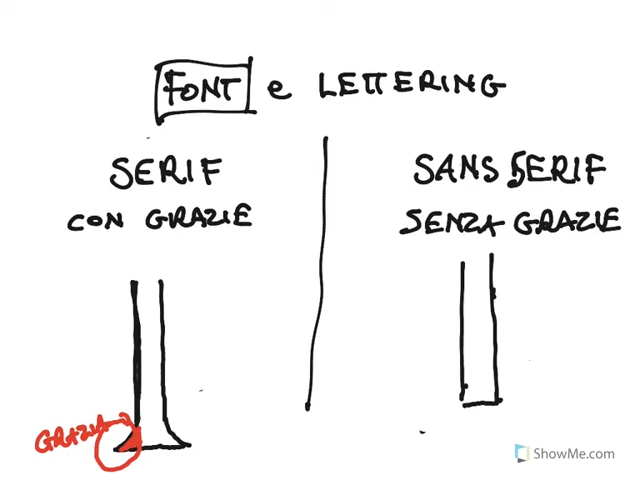 FONT e LETTERING
SERIF
CON GRAZIE
SANS SERIF
SENZA GRAZIE
GRAZIA
ShowMe.com